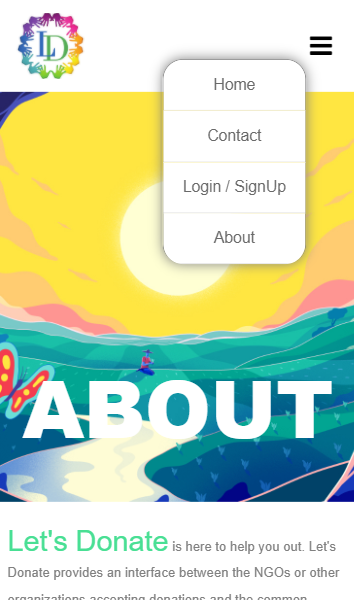 LD
Home
Contact
Login / SignUp
About
ABOUT
Let's Donate is here to help you out. Let's
Donate provides an interface between the NGOs or other
organizations accepting donations and the common